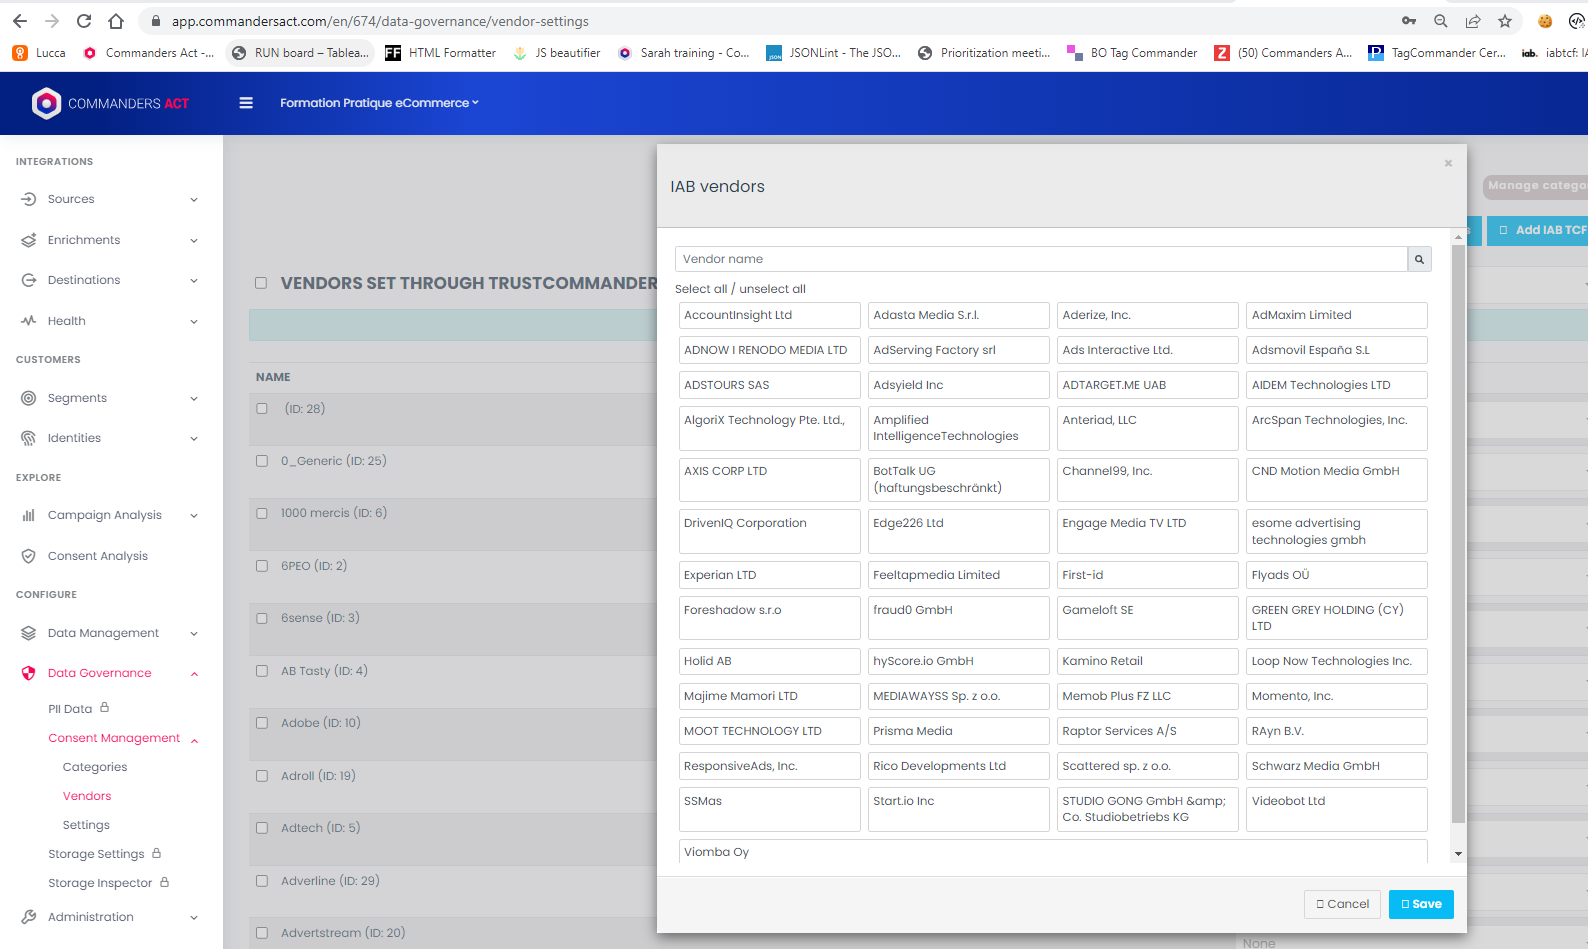 app.commandersact.com/en/674/data-governance/vendor-settings
Lucca
Commanders Act -...
RUN board – Tablea...
FF
HTML Formatter
JS beautifier
Sarah training - Co...
JSON
JSONLint - The JSO...
Prioritization meeti...
BO Tag Commander
Z
(50) Commanders A...
P
TagCommander Cer...
iab.
iabtcf: IA
COMMANDERS ACT
Formation Pratique eCommerce
INTEGRATIONS
Sources
Enrichments
Destinations
Health
CUSTOMERS
Segments
Identities
EXPLORE
Campaign Analysis
Consent Analysis
CONFIGURE
Data Management
Data Governance
PII Data
Consent Management
Categories
Vendors
Settings
Storage Settings
Storage Inspector
Administration
Manage catego
s
Add IAB TCF
VENDORS SET THROUGH TRUSTCOMMANDER
NAME
(ID: 28)
0_Generic (ID: 25)
1000 mercis (ID: 6)
6PEO (ID: 2)
6sense (ID: 3)
AB Tasty (ID: 4)
Adobe (ID: 10)
Adroll (ID: 19)
Adtech (ID: 5)
Adverline (ID: 29)
Advertstream (ID: 20)
None
IAB vendors
×
Vendor name
Select all / unselect all
AccountInsight Ltd
Adasta Media S.r.l.
Aderize, Inc.
AdMaxim Limited
ADNOW I RENODO MEDIA LTD
AdServing Factory srl
Ads Interactive Ltd.
Adsmovil España S.L
ADSTOURS SAS
Adsyield Inc
ADTARGET.ME UAB
AIDEM Technologies LTD
AlgoriX Technology Pte. Ltd.,
Amplified
IntelligenceTechnologies
Anteriad, LLC
ArcSpan Technologies, Inc.
AXIS CORP LTD
BotTalk UG
(haftungsbeschränkt)
Channel99, Inc.
CND Motion Media GmbH
DrivenIQ Corporation
Edge226 Ltd
Engage Media TV LTD
esome advertising
technologies gmbh
Experian LTD
Feeltapmedia Limited
First-id
Flyads OÜ
Foreshadow s.r.o
fraud0 GmbH
Gameloft SE
GREEN GREY HOLDING (CY)
LTD
Holid AB
hyScore.io GmbH
Kamino Retail
Loop Now Technologies Inc.
Majime Mamori LTD
MEDIAWAYSS Sp. z o.o.
Memob Plus FZ LLC
Momento, Inc.
MOOT TECHNOLOGY LTD
Prisma Media
Raptor Services A/S
RAyn B.V.
ResponsiveAds, Inc.
Rico Developments Ltd
Scattered sp. z o.o.
Schwarz Media GmbH
SSMas
Start.io Inc
STUDIO GONG GmbH &amp;
Co. Studiobetriebs KG
Videobot Ltd
Viomba Oy
Cancel
Save